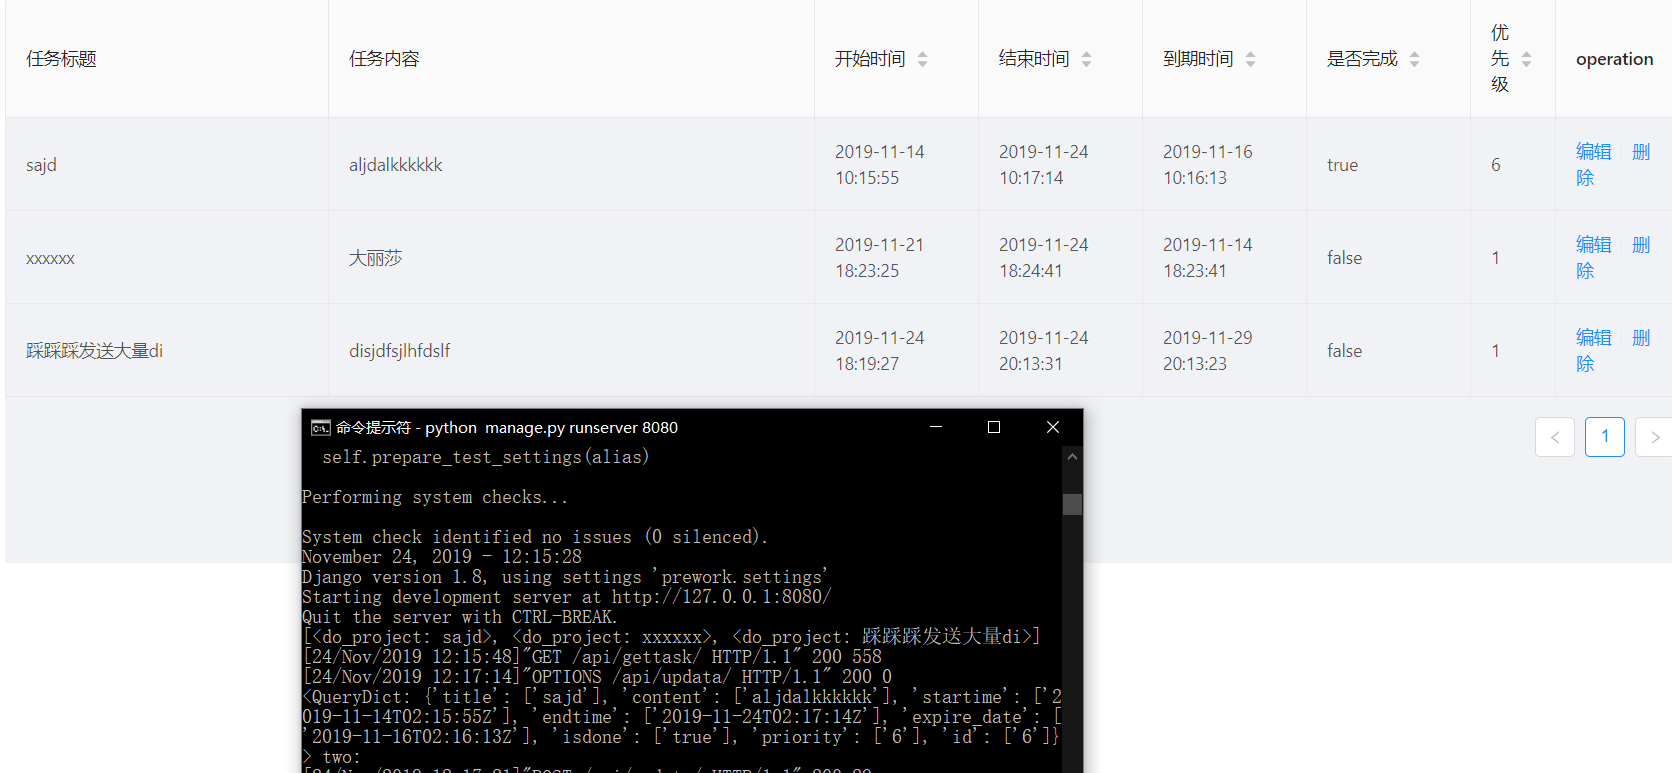 任务标题 任务内容 开始时间 结束时间 到期时间 是否完成 优先级 operation
sajd aljdalkkkkkk 2019-11-14 10:15:55 2019-11-24 10:17:14 2019-11-16 10:16:13 true 6 编辑 删除
xxxxxx 大丽莎 2019-11-21 18:23:25 2019-11-24 18:24:41 2019-11-14 18:23:41 false 1 编辑 删除
踩踩踩发送大量di disjdfsjlhfdslf 2019-11-24 18:19:27 2019-11-24 20:13:31 2019-11-29 20:13:23 false 1 编辑 删除
< 1 >
命令提示符 - python  manage.py runserver 8080
self.prepare_test_settings(alias)
Performing system checks...
System check identified no issues (0 silenced).
November 24, 2019 - 12:15:28
Django version 1.8, using settings 'prework.settings'
Starting development server at http://127.0.0.1:8080/
Quit the server with CTRL-BREAK.
[<do_project: sajd>, <do_project: xxxxxx>, <do_project: 踩踩踩发送大量di>]
[24/Nov/2019 12:15:48]"GET /api/gettask/ HTTP/1.1" 200 558
[24/Nov/2019 12:17:14]"OPTIONS /api/updata/ HTTP/1.1" 200 0
<QueryDict: {'title': ['sajd'], 'content': ['aljdalkkkkkk'], 'startime': ['2
019-11-14T02:15:55Z'], 'endtime': ['2019-11-24T02:17:14Z'], 'expire_date': [
'2019-11-16T02:16:13Z'], 'isdone': ['true'], 'priority': ['6'], 'id': ['6']}
> two: